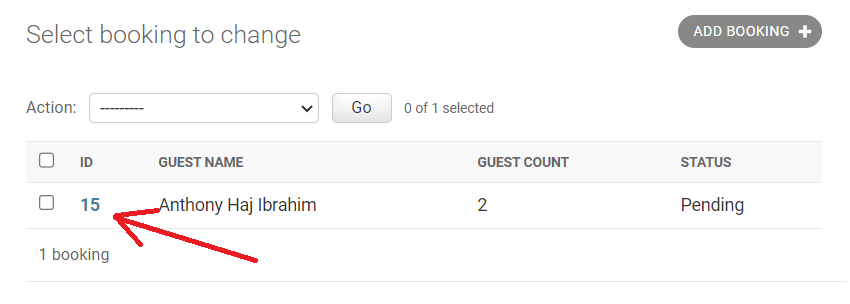 Select booking to change
ADD BOOKING +
Action: --------- Go 0 of 1 selected
ID GUEST NAME GUEST COUNT STATUS
15 Anthony Haj Ibrahim 2 Pending
1 booking